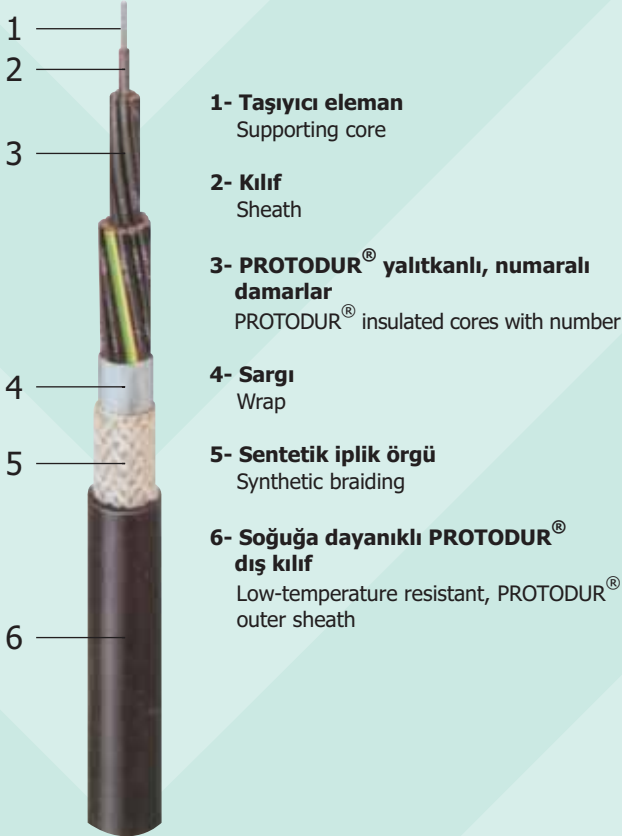 1
2
3
4
5
6
1- Taşıyıcı eleman
Supporting core
2- Kılıf
Sheath
3- PROTODUR® yalıtkanlı, numaralı
damarlar
PROTODUR® insulated cores with number
4- Sargı
Wrap
5- Sentetik iplik örgü
Synthetic braiding
6- Soğuğa dayanıklı PROTODUR®
dış kılıf
Low-temperature resistant, PROTODUR®
outer sheath